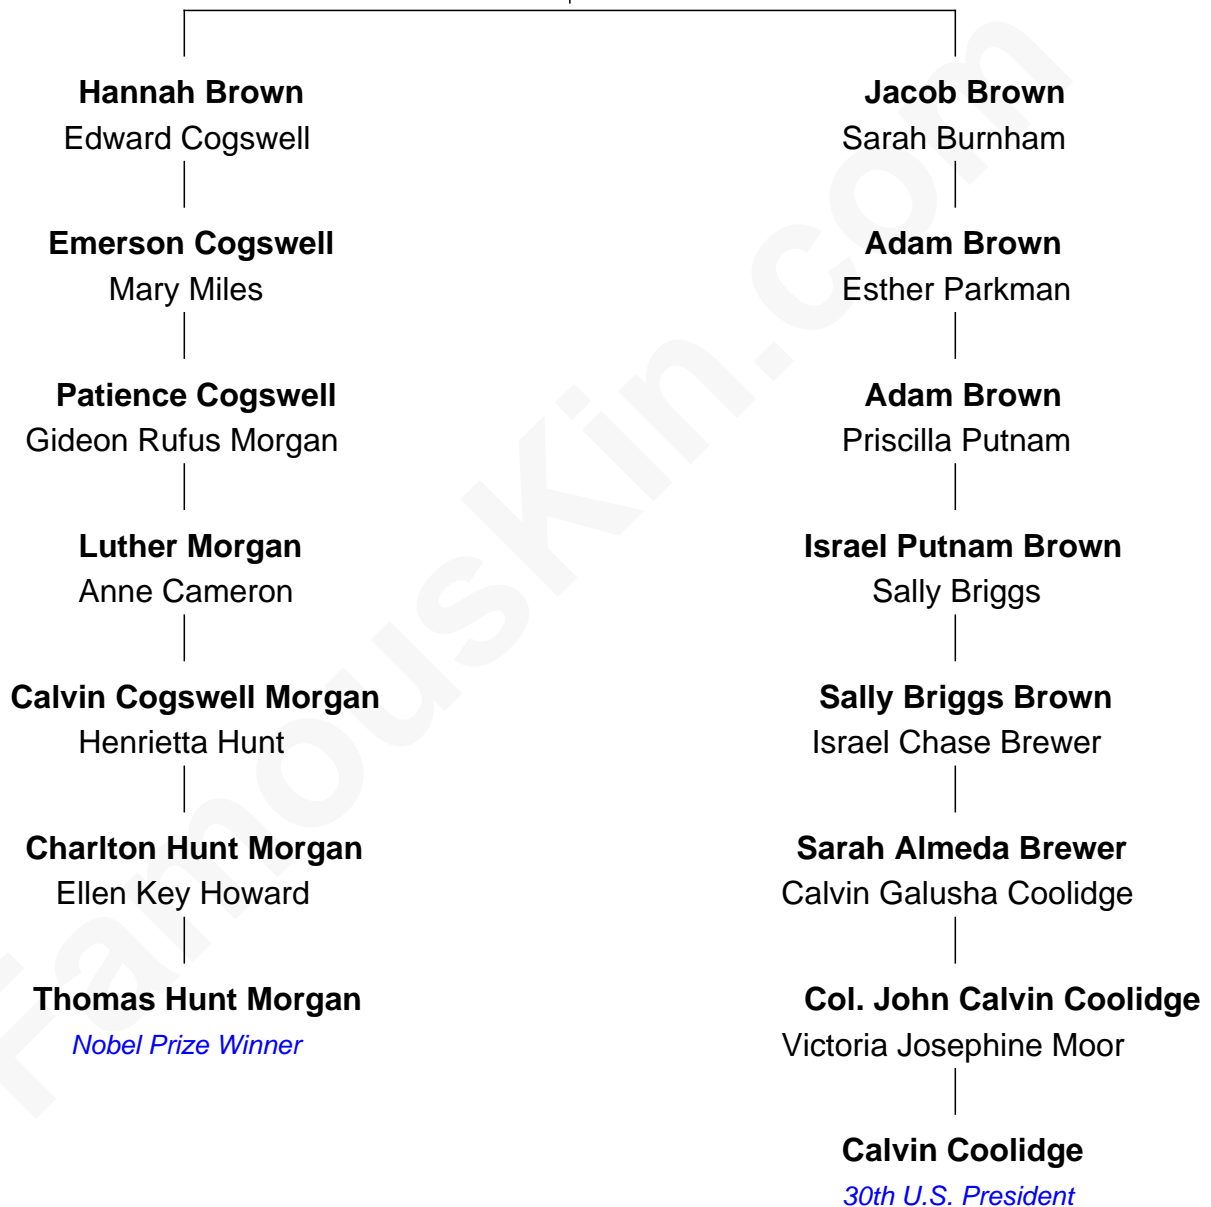 Hannah Brown
Edward Cogswell
Jacob Brown
Sarah Burnham
Emerson Cogswell
Mary Miles
Adam Brown
Esther Parkman
Patience Cogswell
Gideon Rufus Morgan
Adam Brown
Priscilla Putnam
Luther Morgan
Anne Cameron
Israel Putnam Brown
Sally Briggs
Calvin Cogswell Morgan
Henrietta Hunt
Sally Briggs Brown
Israel Chase Brewer
Charlton Hunt Morgan
Ellen Key Howard
Sarah Almeda Brewer
Calvin Galusha Coolidge
Thomas Hunt Morgan
Nobel Prize Winner
Col. John Calvin Coolidge
Victoria Josephine Moor
Calvin Coolidge
30th U.S. President
FamousKin.com